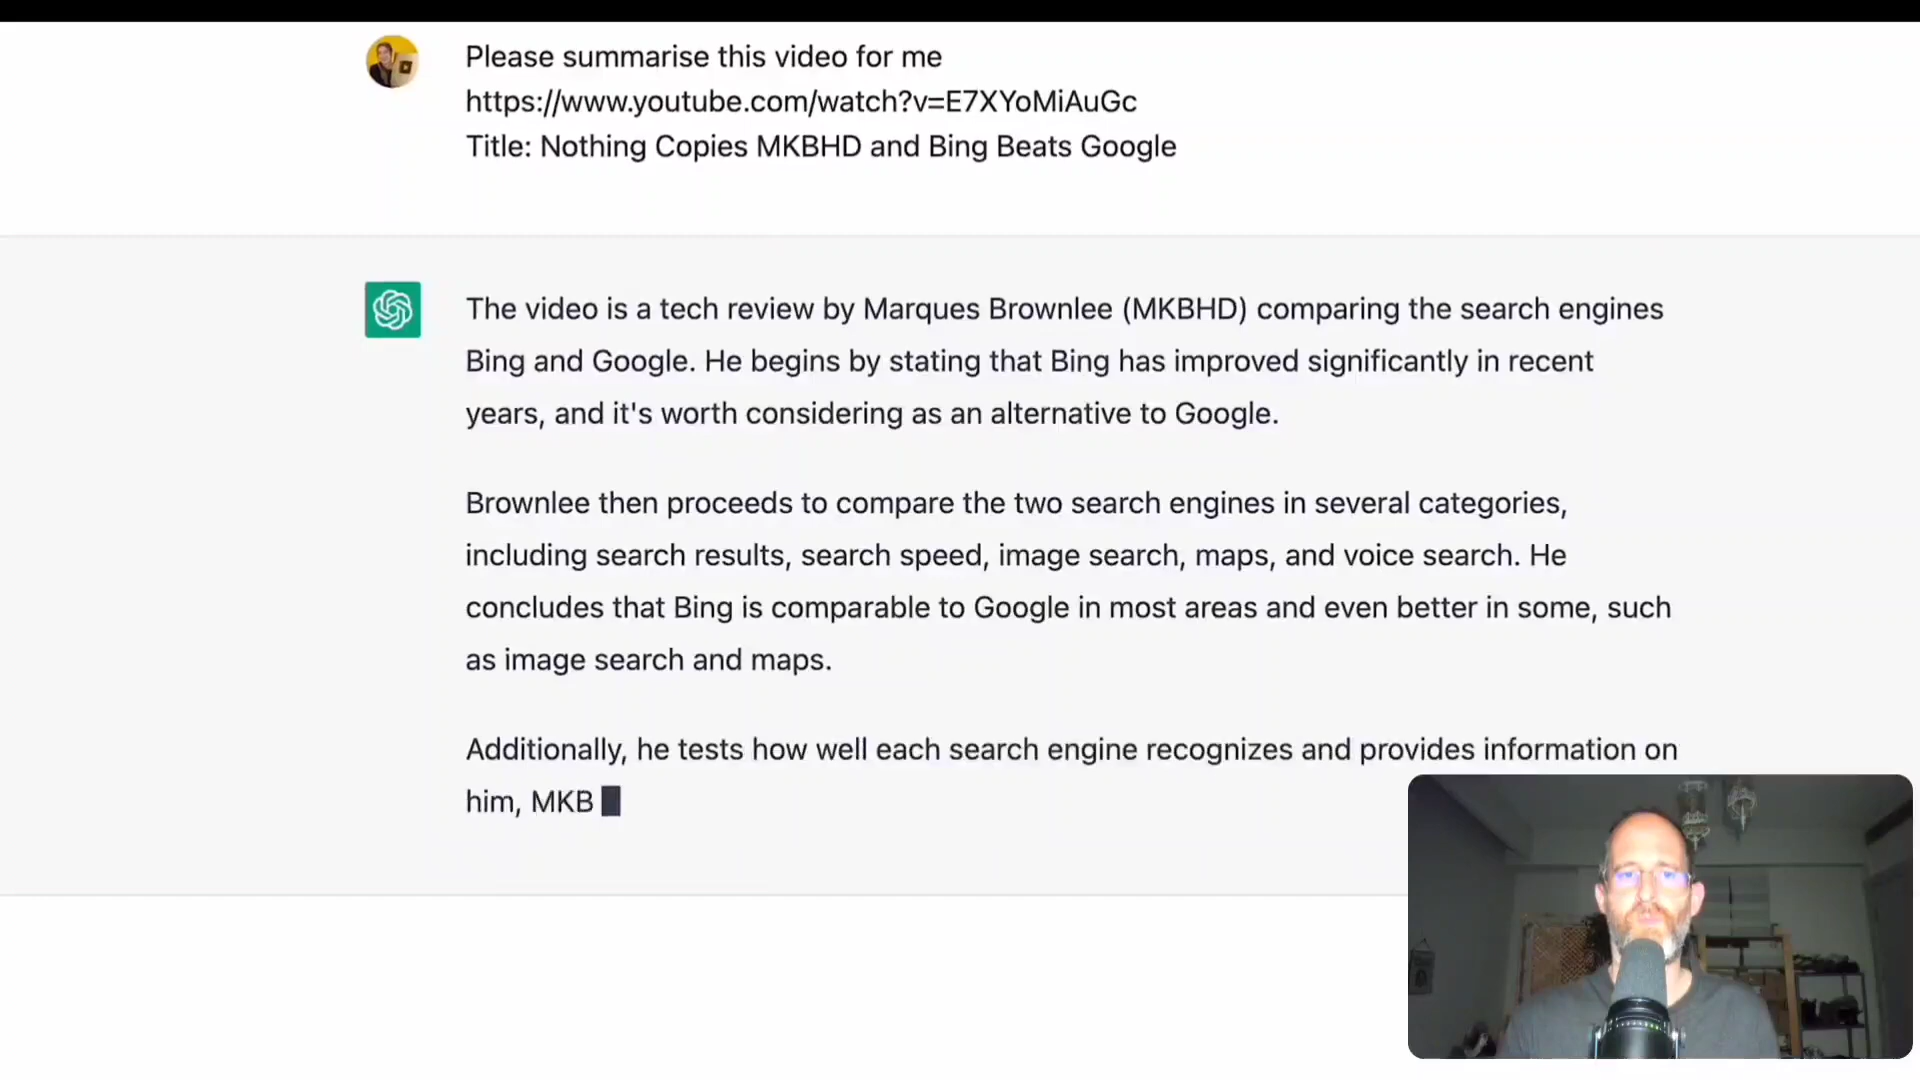 Please summarise this video for me
https://www.youtube.com/watch?v=E7XYoMiAuGc
Title: Nothing Copies MKBHD and Bing Beats Google
The video is a tech review by Marques Brownlee (MKBHD) comparing the search engines
Bing and Google. He begins by stating that Bing has improved significantly in recent
years, and it's worth considering as an alternative to Google.
Brownlee then proceeds to compare the two search engines in several categories,
including search results, search speed, image search, maps, and voice search. He
concludes that Bing is comparable to Google in most areas and even better in some, such
as image search and maps.
Additionally, he tests how well each search engine recognizes and provides information on
him, MKB